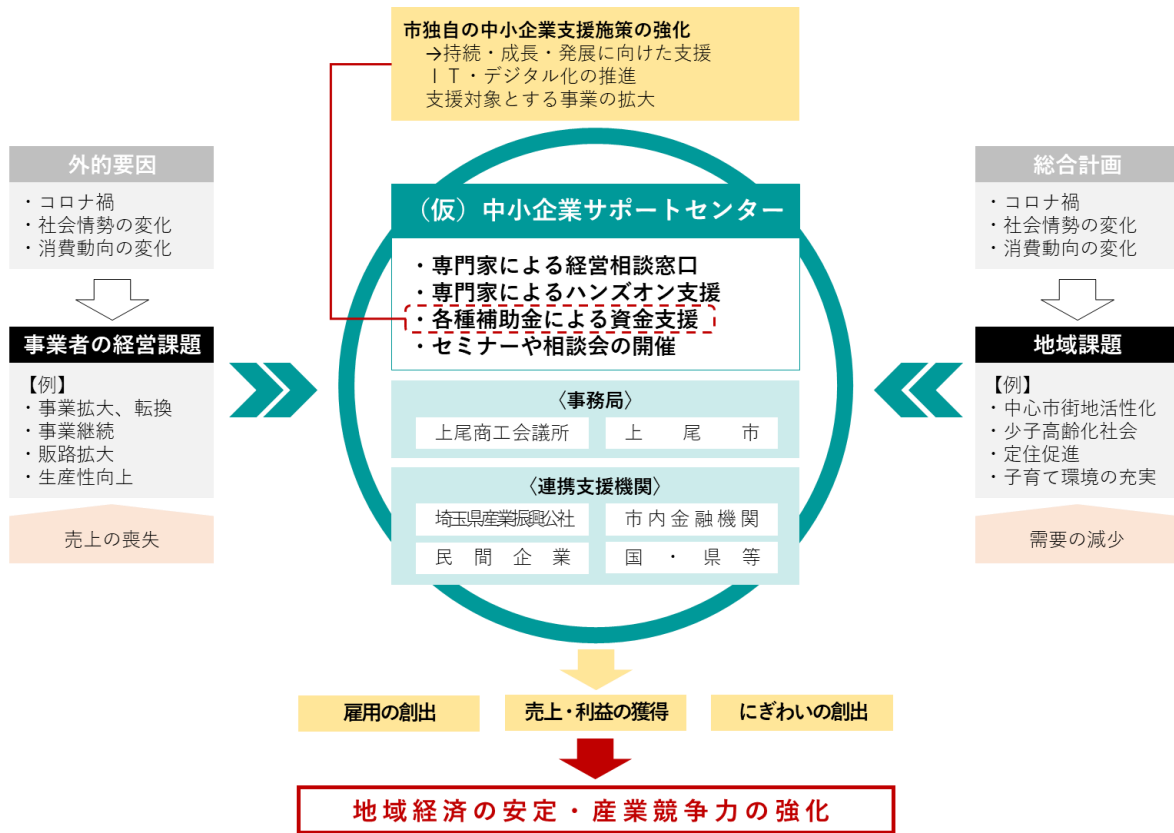 市独自の中小企業支援施策の強化
→持続・成長・発展に向けた支援
ＩＴ・デジタル化の推進
支援対象とする事業の拡大
外的要因
・コロナ禍
・社会情勢の変化
・消費動向の変化
事業者の経営課題
【例】
・事業拡大、転換
・事業継続
・販路拡大
・生産性向上
売上の喪失
（仮）中小企業サポートセンター
・専門家による経営相談窓口
・専門家によるハンズオン支援
・各種補助金による資金支援
・セミナーや相談会の開催
〈事務局〉
上尾商工会議所
上尾市
〈連携支援機関〉
埼玉県産業振興公社
市内金融機関
民間企業
国・県等
総合計画
・コロナ禍
・社会情勢の変化
・消費動向の変化
地域課題
【例】
・中心市街地活性化
・少子高齢化社会
・定住促進
・子育て環境の充実
需要の減少
雇用の創出
売上・利益の獲得
にぎわいの創出
地域経済の安定・産業競争力の強化